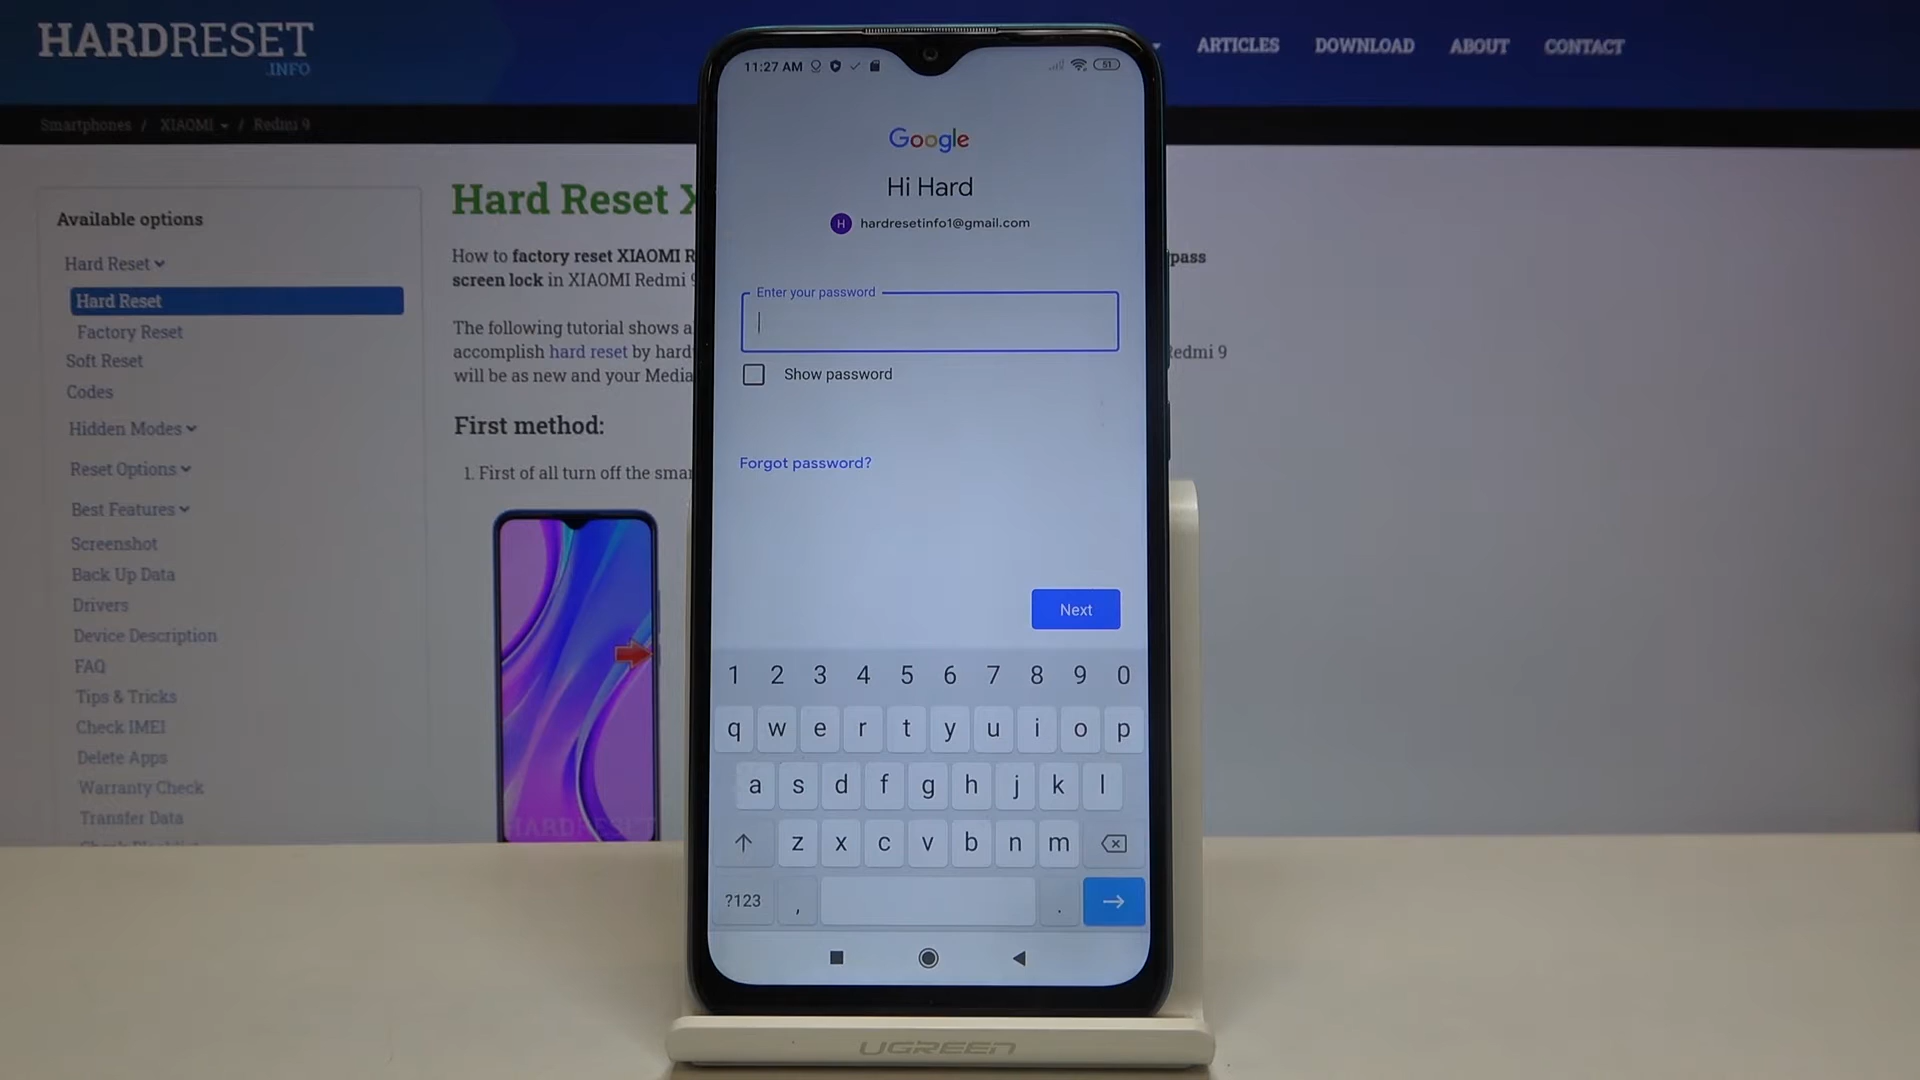 HARDRESET
.INFO
ARTICLES DOWNLOAD ABOUT CONTACT
Smartphones / XIAOMI / Redmi 9
Available options
Hard Reset
Hard Reset
Factory Reset
Soft Reset
Codes
Hidden Modes
Reset Options
Best Features
Screenshot
Back Up Data
Drivers
Device Description
FAQ
Tips & Tricks
Check IMEI
Delete Apps
Warranty Check
Transfer Data
Hard Reset X
How to factory reset XIAOMI R
pass
screen lock in XIAOMI Redmi 9
The following tutorial shows a
accomplish hard reset by hard
Redmi 9
will be as new and your Media
First method:
1. First of all turn off the smar
HARDRESET
11:27 AM
51
Google
Hi Hard
H hardresetinfo1@gmail.com
Enter your password
Show password
Forgot password?
Next
1 2 3 4 5 6 7 8 9 0
q w e r t y u i o p
a s d f g h j k l
z x c v b n m
?123 , .
UGREEN